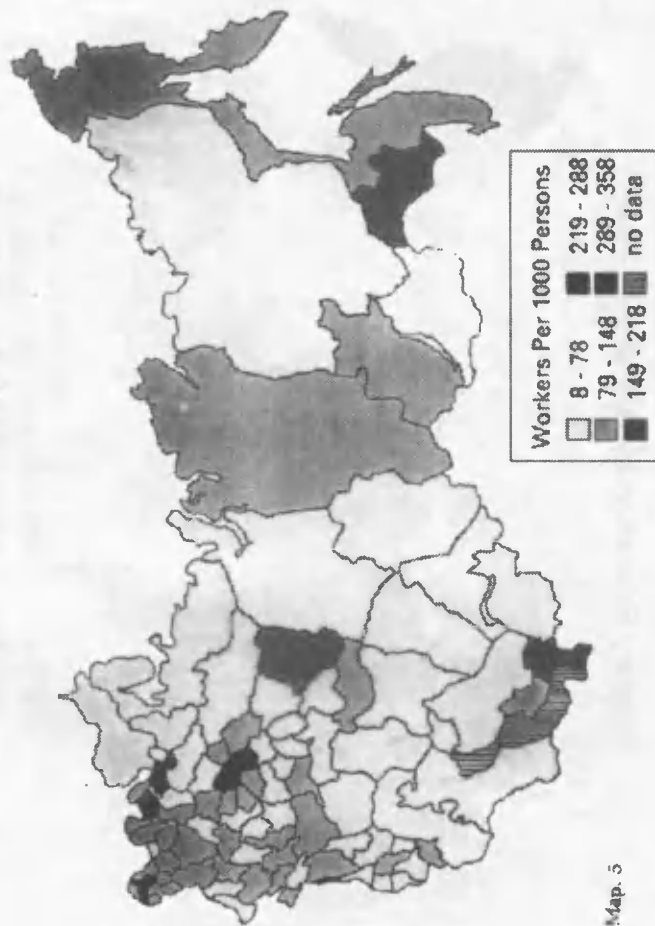 Workers Per 1000 Persons
8 - 78
219 - 288
79 - 148
289 - 358
149 - 218
no data
Map. 5